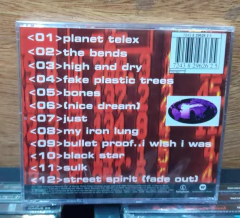 <01>planet telex
<02>the bends
<03>high and dry
<04>fake plastic trees
<05>bones
<06>(nice dream)
<07>just
<08>my iron lung
<09>bullet proof..i wish i was
<10>black star
<11>sulk
<12>street spirit (fade out)